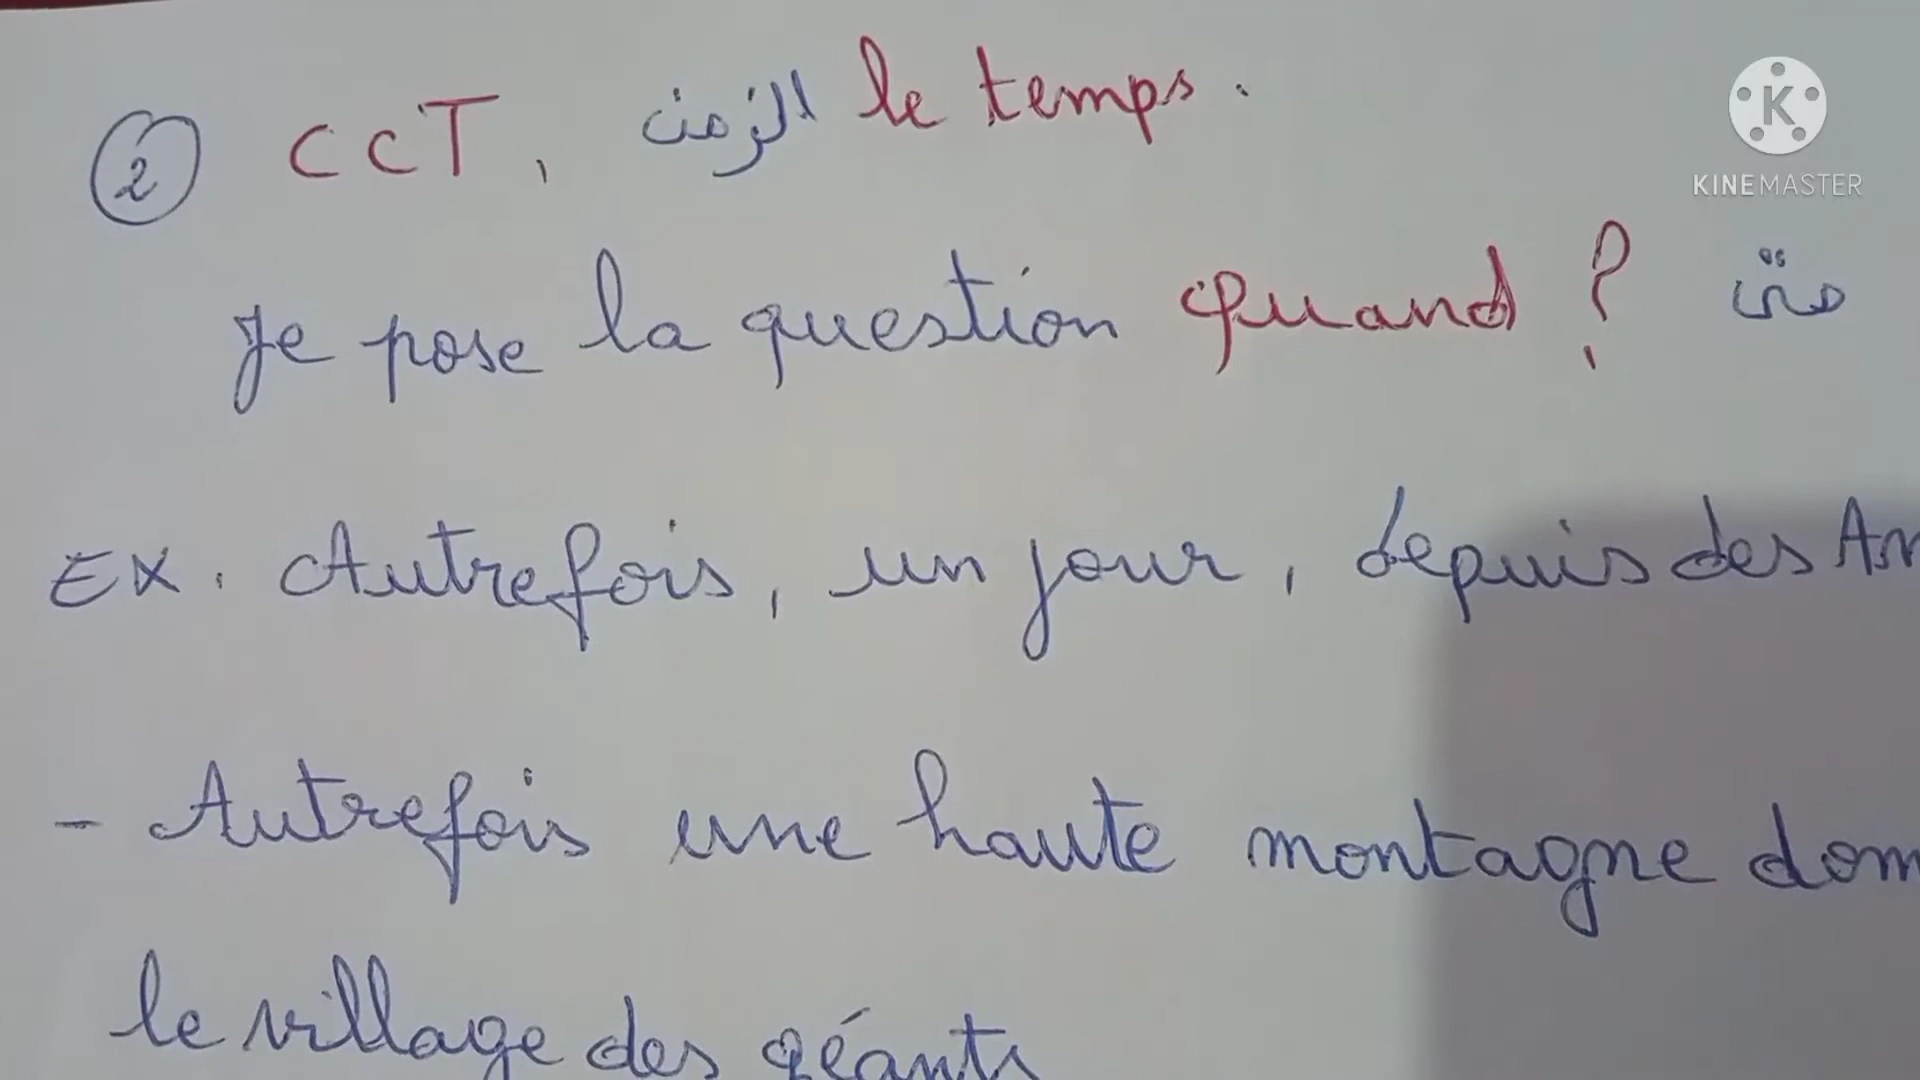 ② CCT, الزمن le temps.
KINEMASTER
Je pose la question quand ? متى
EX. Autrefois, un jour, depuis des
- Autrefois une haute montagne
le village des géants